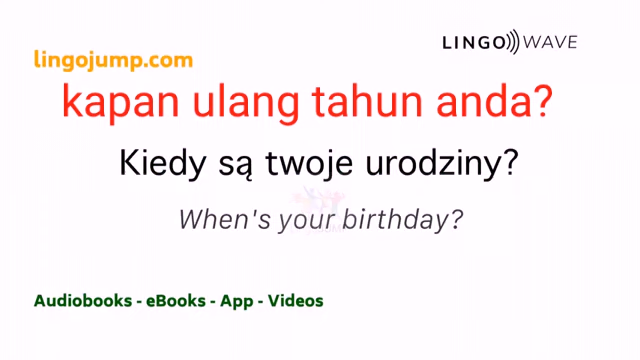 LINGO WAVE
lingojump.com
kapan ulang tahun anda?
Kiedy są twoje urodziny?
When's your birthday?
Audiobooks - eBooks - App - Videos